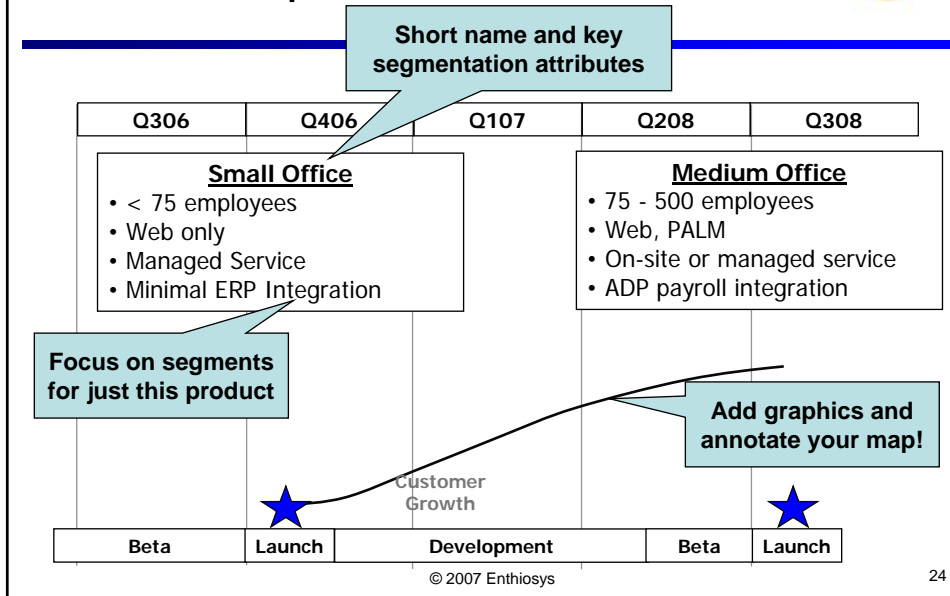 Short name and key
segmentation attributes
Q306 Q406 Q107 Q208 Q308
Small Office
• < 75 employees
• Web only
• Managed Service
• Minimal ERP Integration
Medium Office
• 75 - 500 employees
• Web, PALM
• On-site or managed service
• ADP payroll integration
Focus on segments
for just this product
Add graphics and
annotate your map!
Customer
Growth
Beta Launch Development Beta Launch
© 2007 Enthiosys
24